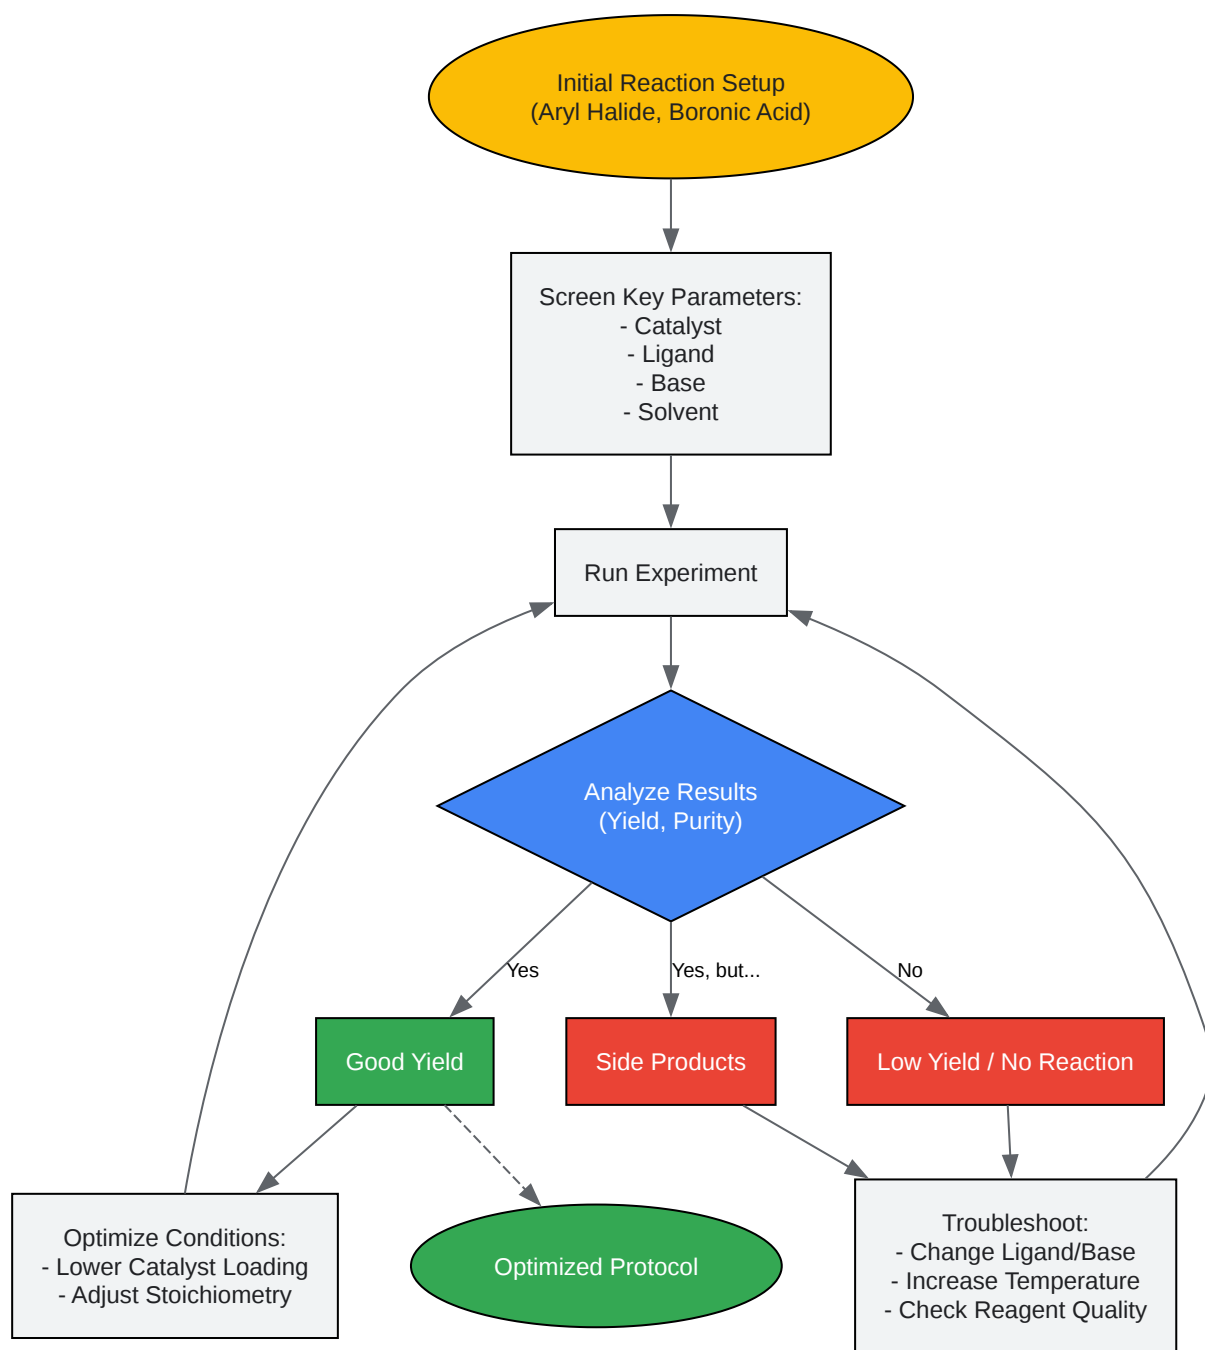 Initial Reaction Setup
(Aryl Halide, Boronic Acid)
Screen Key Parameters:
- Catalyst
- Ligand
- Base
- Solvent
Run Experiment
Analyze Results
(Yield, Purity)
Yes
Yes, but...
No
Good Yield
Side Products
Low Yield / No Reaction
Optimize Conditions:
- Lower Catalyst Loading
- Adjust Stoichiometry
Optimized Protocol
Troubleshoot:
- Change Ligand/Base
- Increase Temperature
- Check Reagent Quality